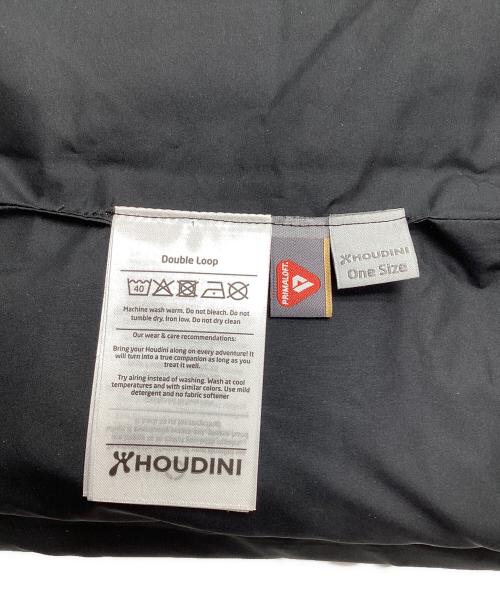 Double Loop
40
Machine wash warm. Do not bleach. Do not
tumble dry. Iron low. Do not dry clean
Our wear & care recommendations:
Bring your Houdini along on every adventure! It
will turn into a true companion as long as you
treat it well.
Try airing instead of washing. Wash at cool
temperatures and with similar colors. Use mild
detergent and no fabric softener
HOUDINI
PRIMALOFT.
HOUDINI
One Size